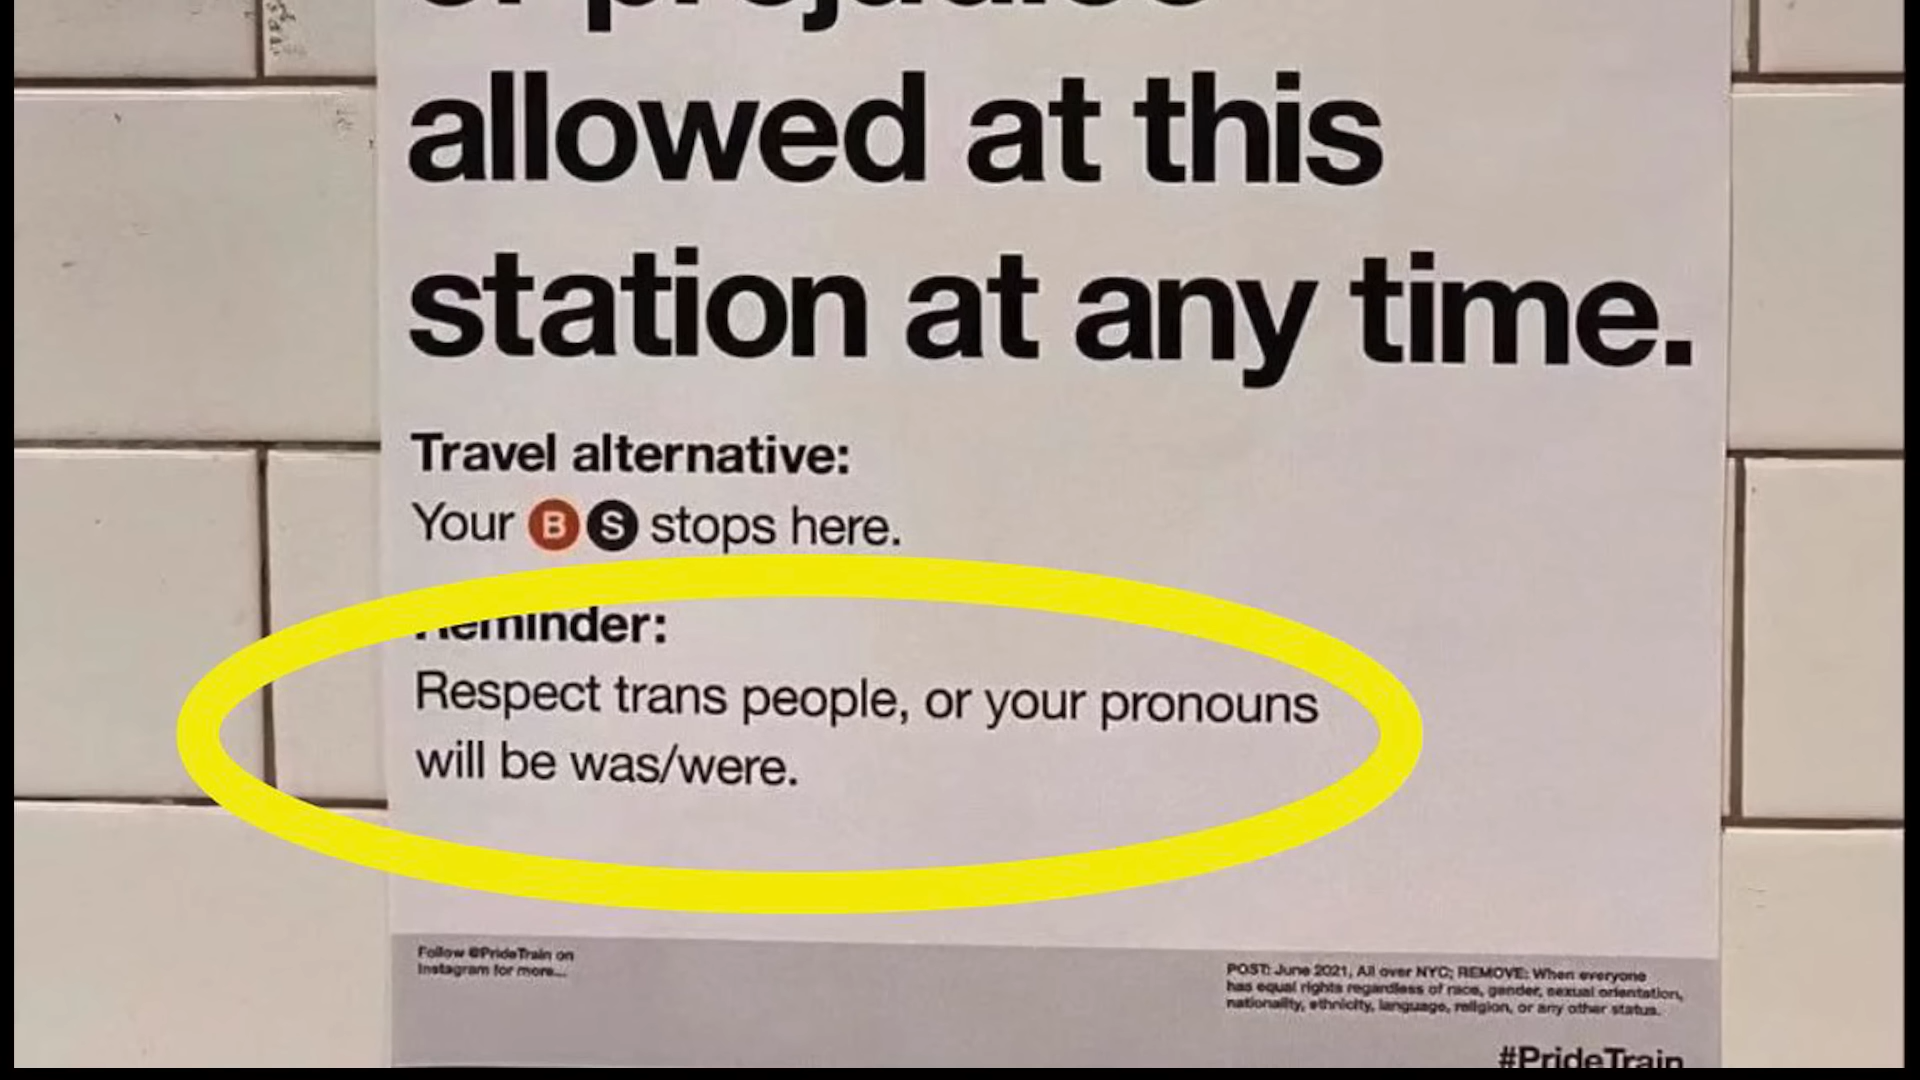 or prejudice
allowed at this
station at any time.
Travel alternative:
Your B S stops here.
Reminder:
Respect trans people, or your pronouns
will be was/were.
Follow @PrideTrain on
Instagram for more...
POST: June 2021, All over NYC; REMOVE: When everyone
has equal rights regardless of race, gender, sexual orientation,
nationality, ethnicity, language, religion, or any other status.
#PrideTrain